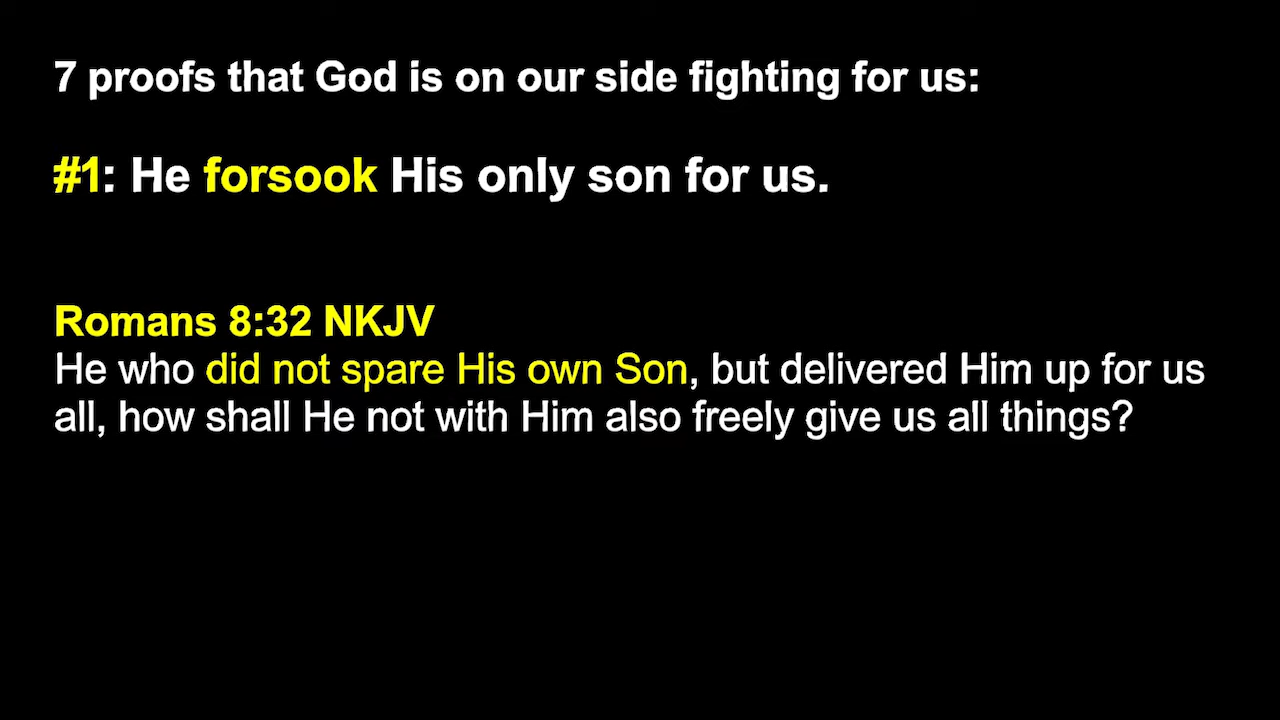 7 proofs that God is on our side fighting for us:
#1: He forsook His only son for us.
Romans 8:32 NKJV
He who did not spare His own Son, but delivered Him up for us
all, how shall He not with Him also freely give us all things?